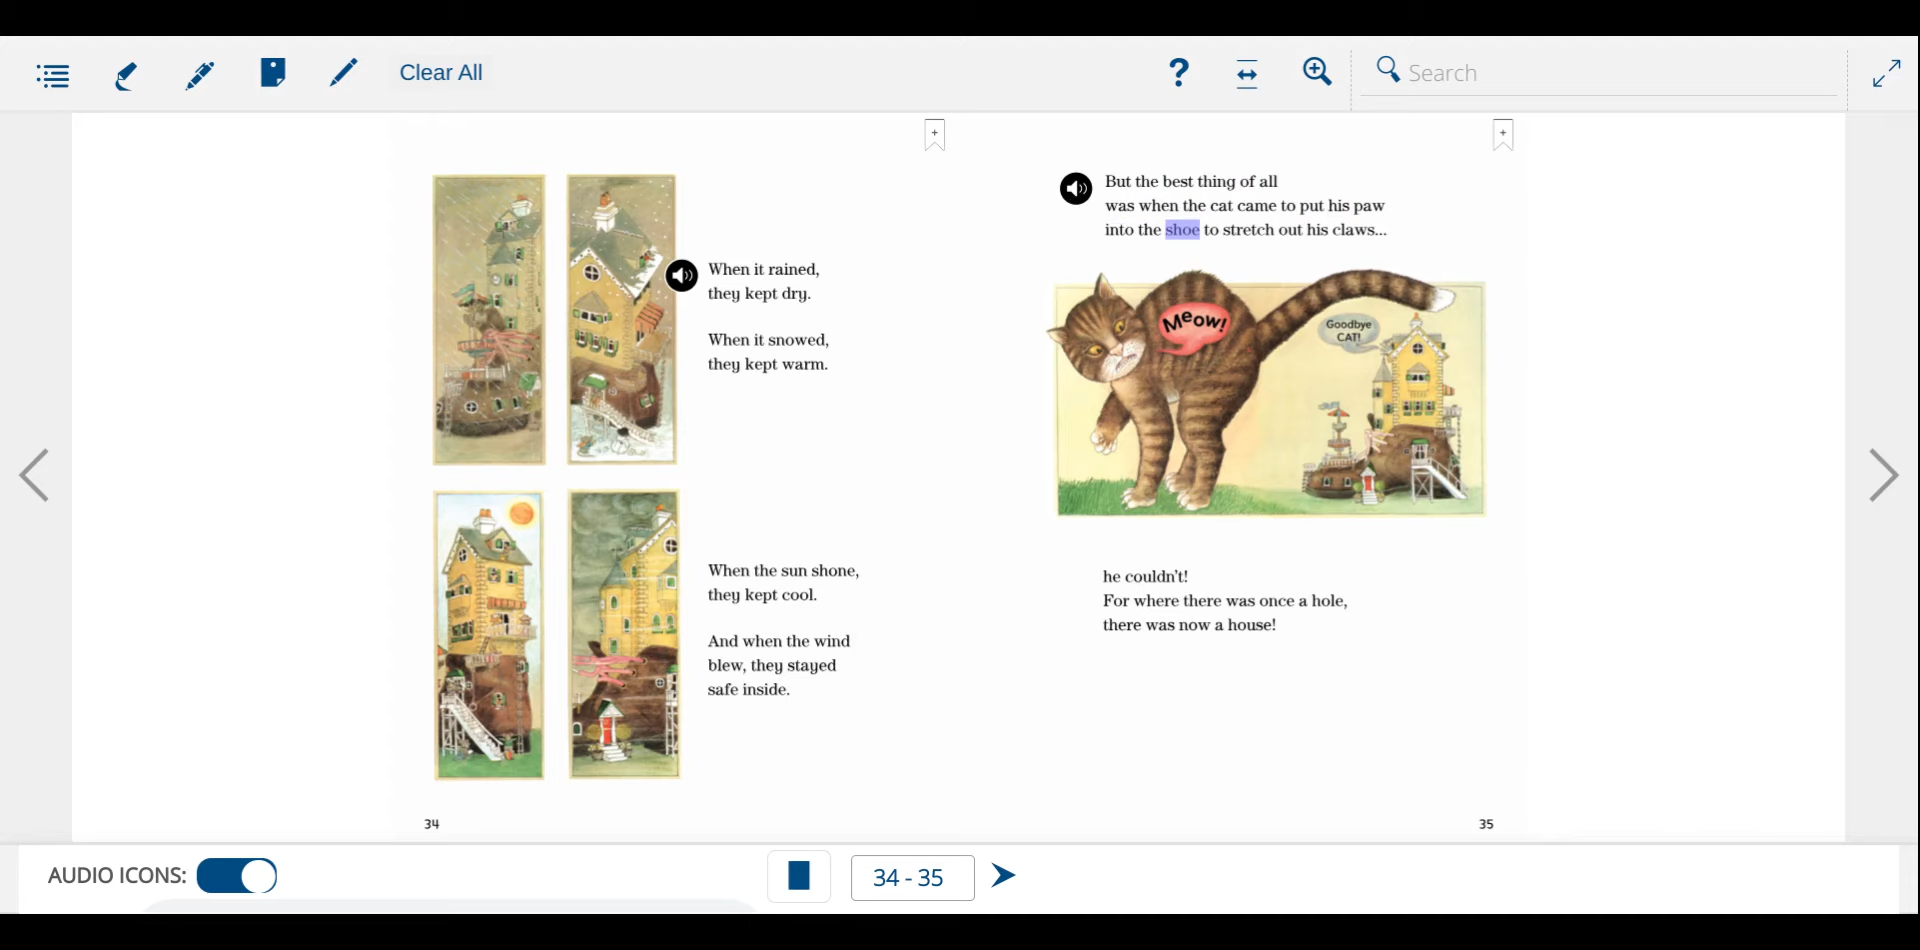 Clear All
?
Search
When it rained,
they kept dry.
When it snowed,
they kept warm.
When the sun shone,
they kept cool.
And when the wind
blew, they stayed
safe inside.
34
But the best thing of all
was when the cat came to put his paw
into the shoe to stretch out his claws...
Meow!
Goodbye
CAT!
he couldn't!
For where there was once a hole,
there was now a house!
35
AUDIO ICONS:
34 - 35